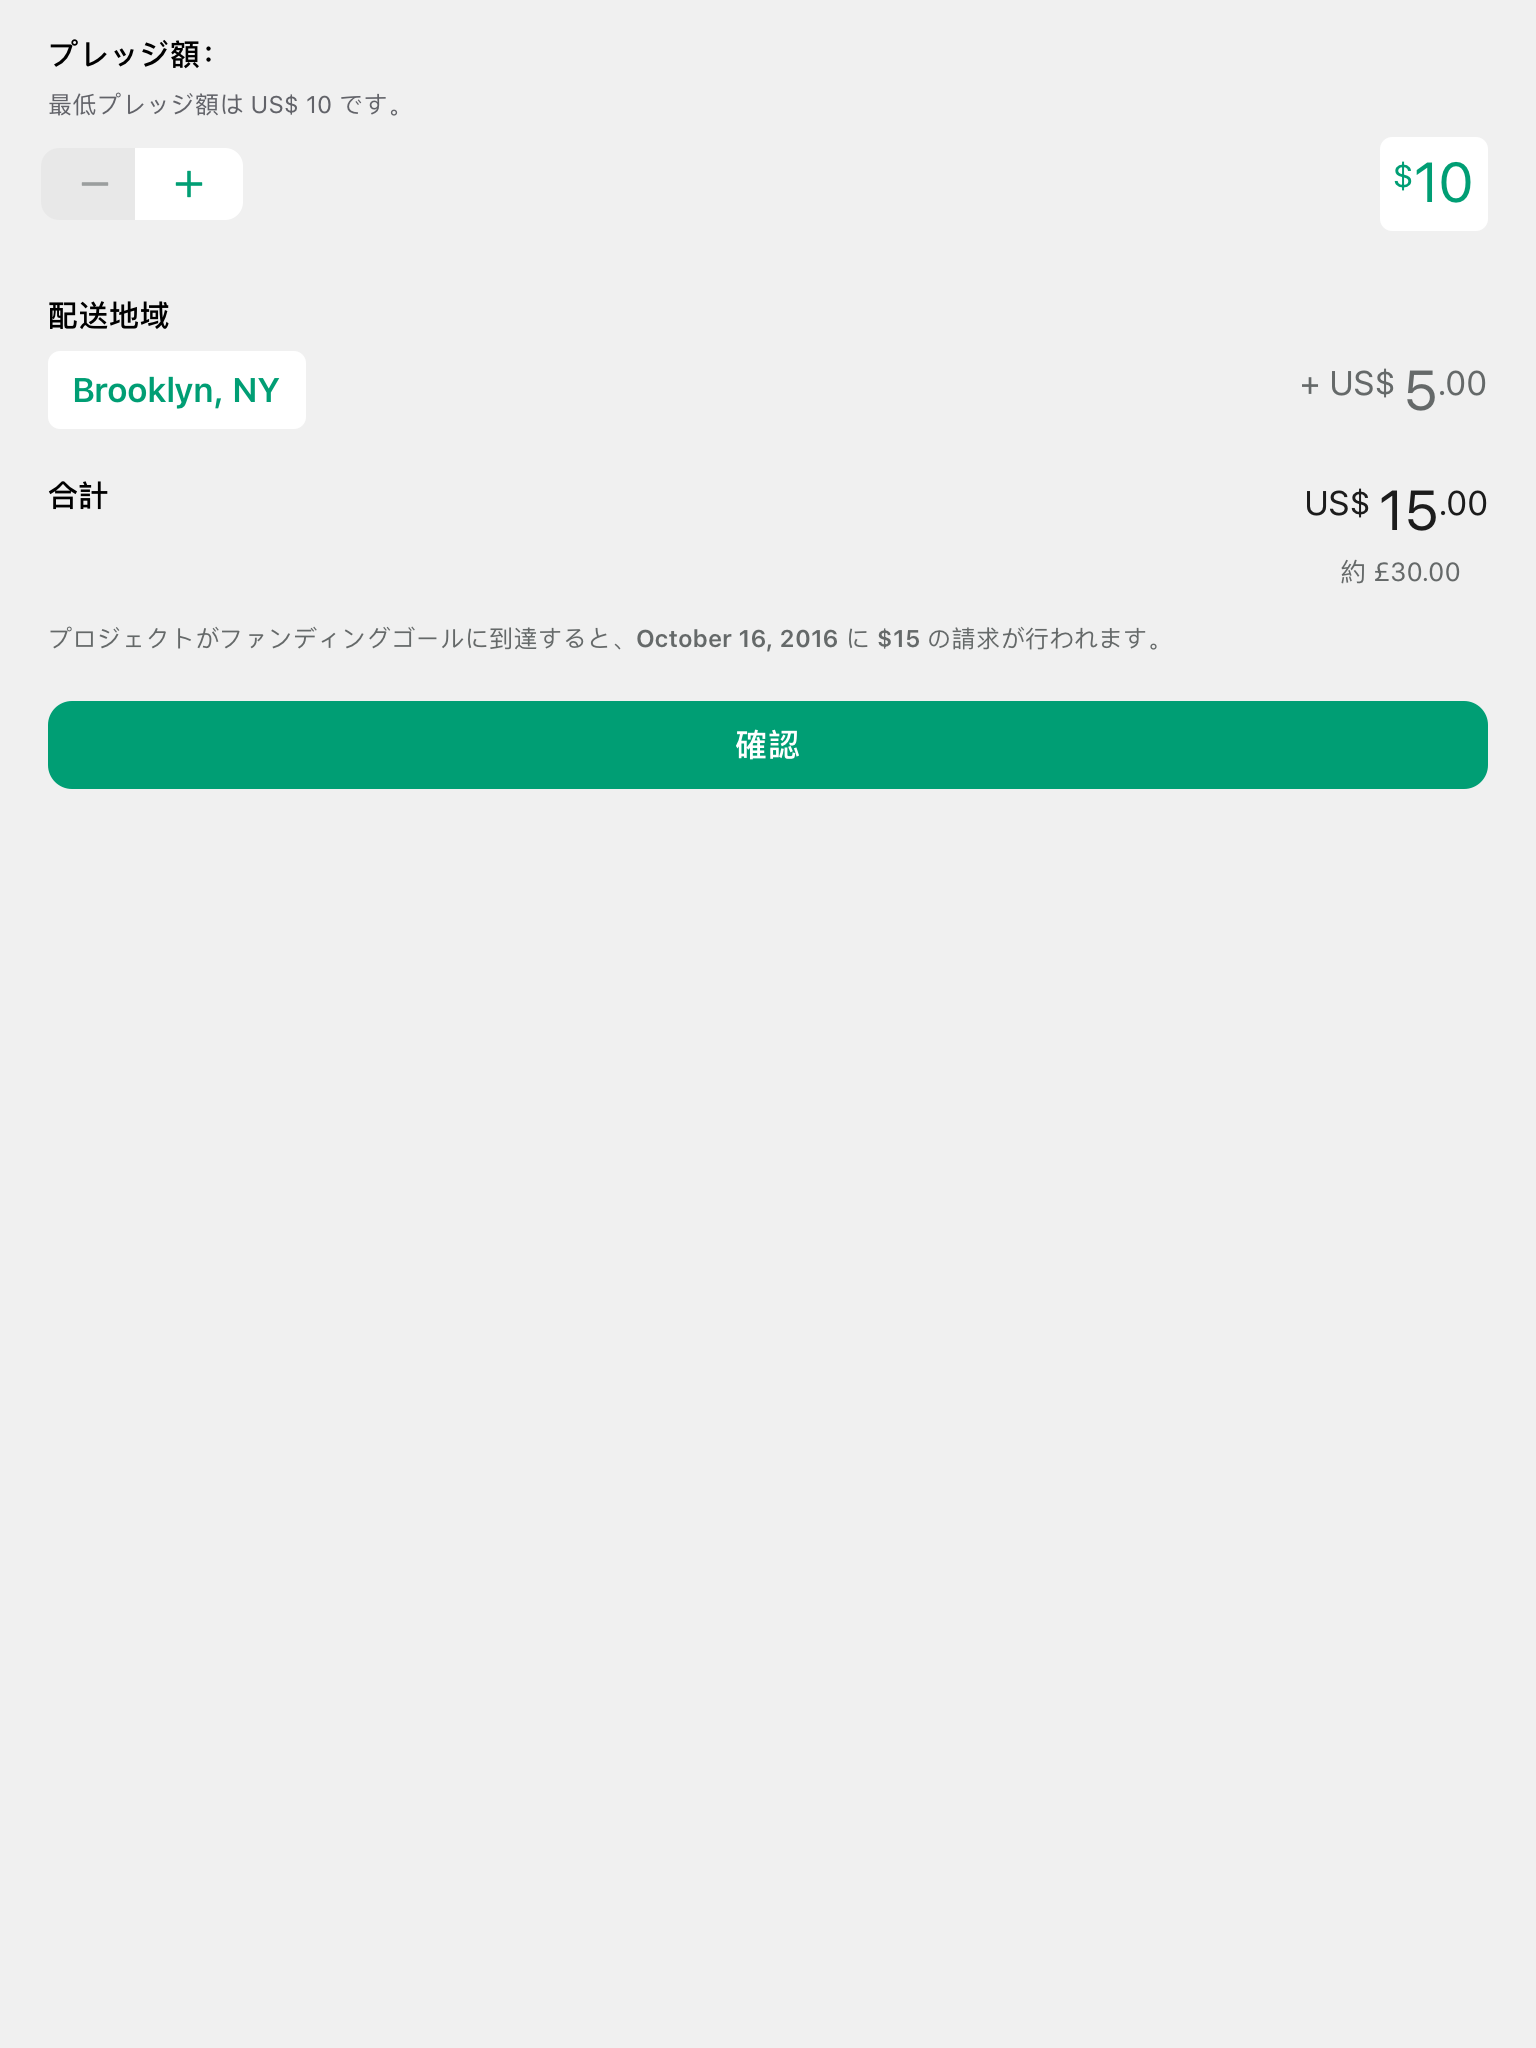 プレッジ額：
最低プレッジ額は US$ 10 です。
− + $10
配送地域
Brooklyn, NY + US$ 5.00
合計 US$ 15.00
約 £30.00
プロジェクトがファンディングゴールに到達すると、October 16, 2016 に $15 の請求が行われます。
確認